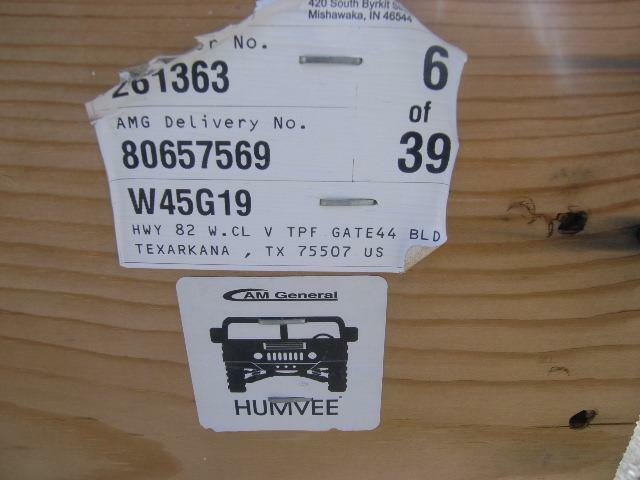 420 South Byrkit
Mishawaka, IN 46544
or No.
261363
6
of
39
AMG Delivery No.
80657569
W45G19
HWY 82 W.CL V TPF GATE44 BLD
TEXARKANA , TX 75507 US
AM General
HUMVEE